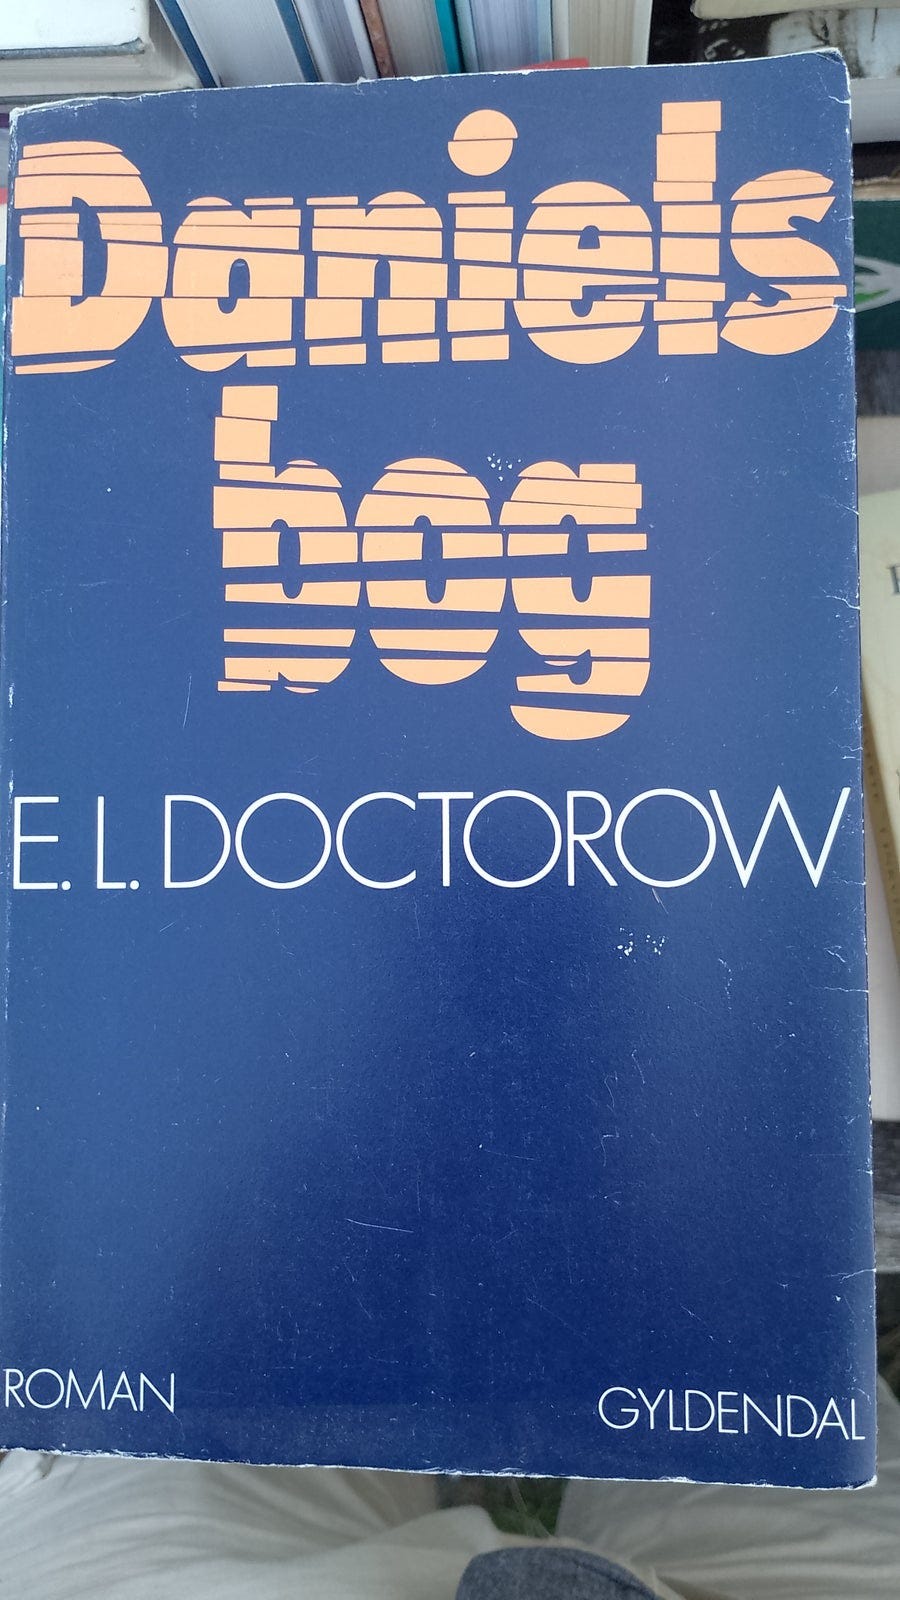 Daniels
bog
E. L. DOCTOROW
ROMAN
GYLDENDAL